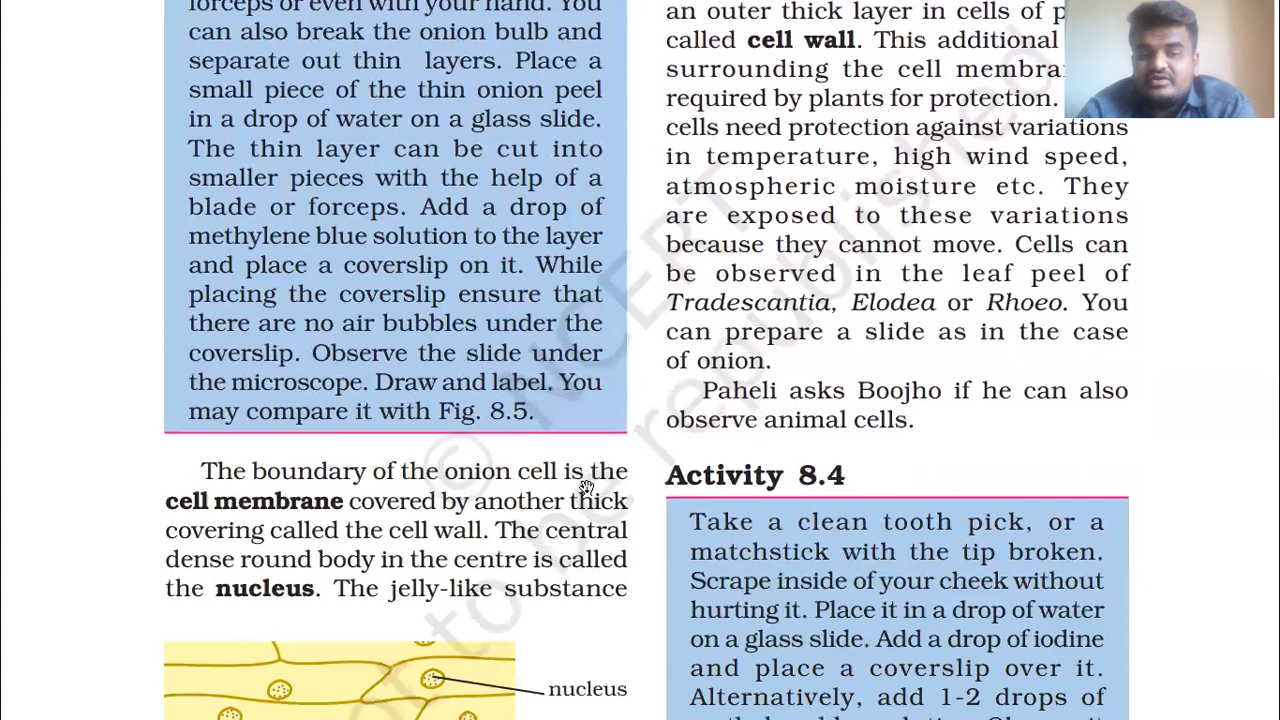 forceps or even with your hand. You
can also break the onion bulb and
separate out thin layers. Place a
small piece of the thin onion peel
in a drop of water on a glass slide.
The thin layer can be cut into
smaller pieces with the help of a
blade or forceps. Add a drop of
methylene blue solution to the layer
and place a coverslip on it. While
placing the coverslip ensure that
there are no air bubbles under the
coverslip. Observe the slide under
the microscope. Draw and label. You
may compare it with Fig. 8.5.
The boundary of the onion cell is the
cell membrane covered by another thick
covering called the cell wall. The central
dense round body in the centre is called
the nucleus. The jelly-like substance
nucleus
an outer thick layer in cells of
called cell wall. This additional
surrounding the cell
required by plants for protection.
cells need protection against variations
in temperature, high wind speed,
atmospheric moisture etc. They
are exposed to these variations
because they cannot move. Cells can
be observed in the leaf peel of
Tradescantia, Elodea or Rhoeo. You
can prepare a slide as in the case
of onion.
Paheli asks Boojho if he can also
observe animal cells.
Activity 8.4
Take a clean tooth pick, or a
matchstick with the tip broken.
Scrape inside of your cheek without
hurting it. Place it in a drop of water
on a glass slide. Add a drop of iodine
and place a coverslip over it.
Alternatively, add 1-2 drops of
© NCERT
not to be republished